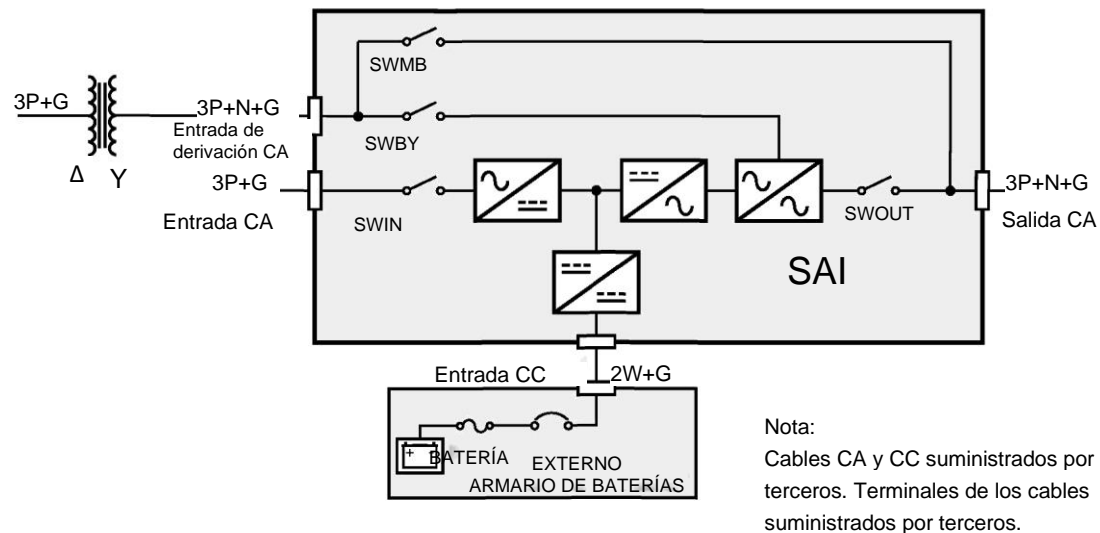 SWMB
3P+G
3P+N+G
Entrada de
derivación CA
SWBY
Δ Y
3P+G
Entrada CA
SWIN
SWOUT
3P+N+G
Salida CA
SAI
Entrada CC
2W+G
+ -
BATERÍA
EXTERNO
ARMARIO DE BATERÍAS
Nota:
Cables CA y CC suministrados por
terceros. Terminales de los cables
suministrados por terceros.